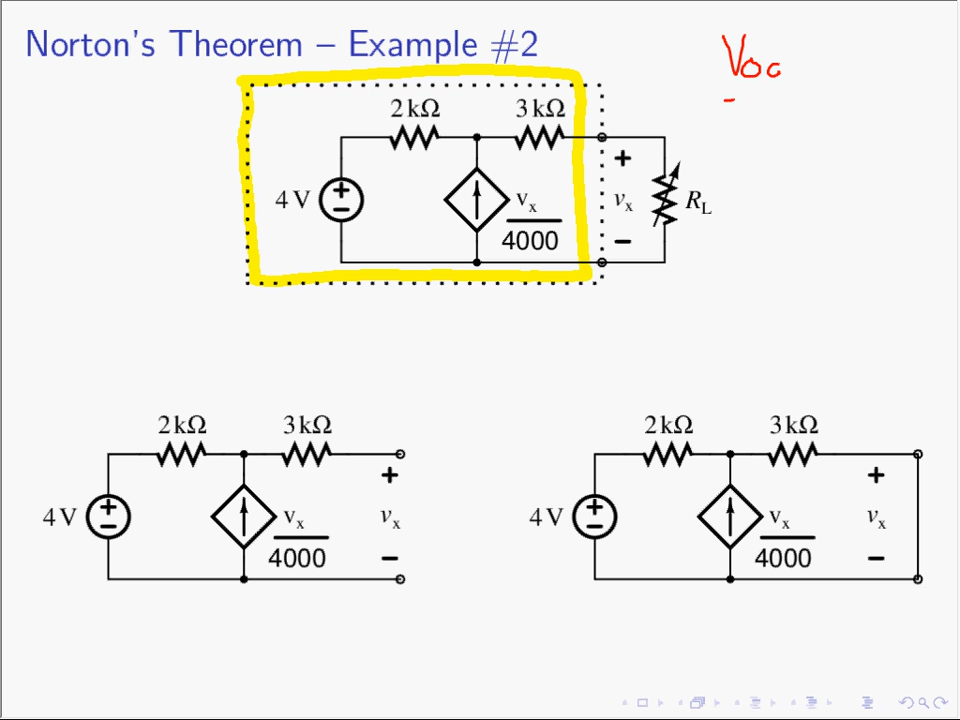 Norton's Theorem – Example #2
Voc
2 kΩ 3 kΩ
+
4 V + − vx/4000 vx RL
−
2 kΩ 3 kΩ
+
4 V + − vx/4000 vx
−
2 kΩ 3 kΩ
+
4 V + − vx/4000 vx
−